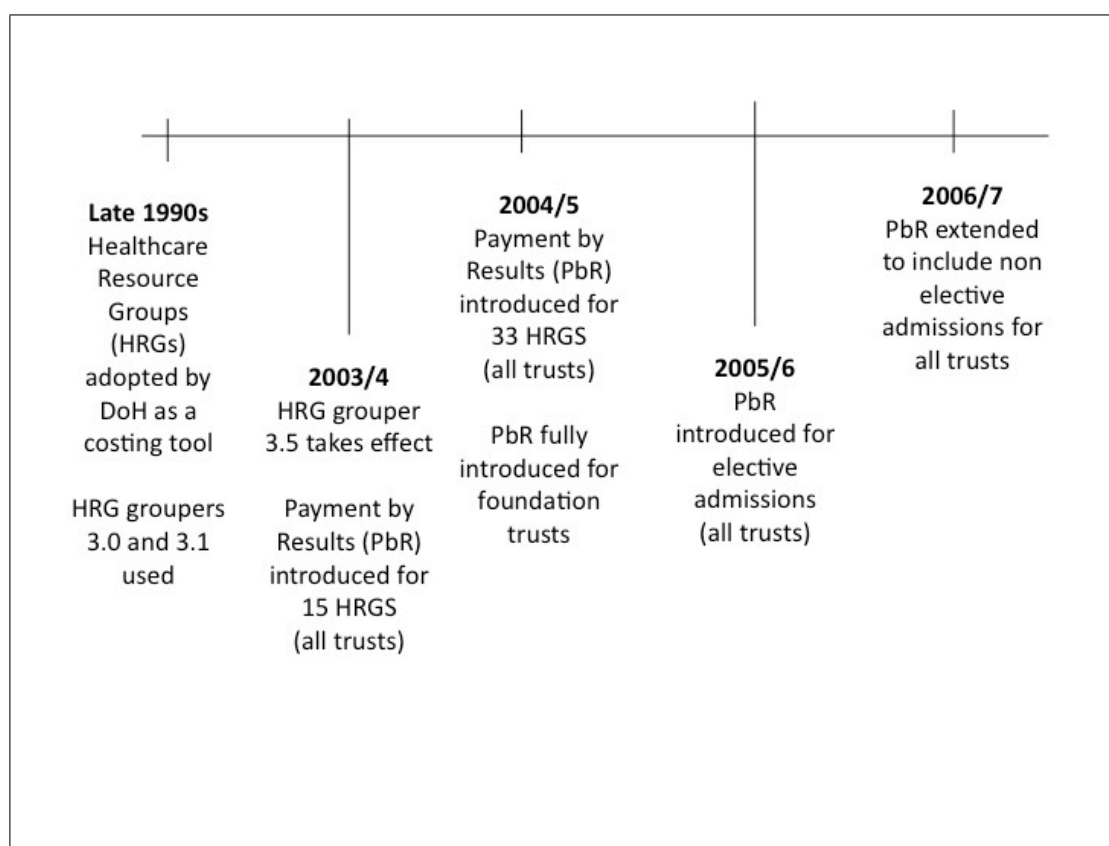 Late 1990s
Healthcare
Resource
Groups
(HRGs)
adopted by
DoH as a
costing tool
HRG groupers
3.0 and 3.1
used
2003/4
HRG grouper
3.5 takes effect
Payment by
Results (PbR)
introduced for
15 HRGS
(all trusts)
2004/5
Payment by
Results (PbR)
introduced for
33 HRGS
(all trusts)
PbR fully
introduced for
foundation
trusts
2005/6
PbR
introduced for
elective
admissions
(all trusts)
2006/7
PbR extended
to include non
elective
admissions for
all trusts